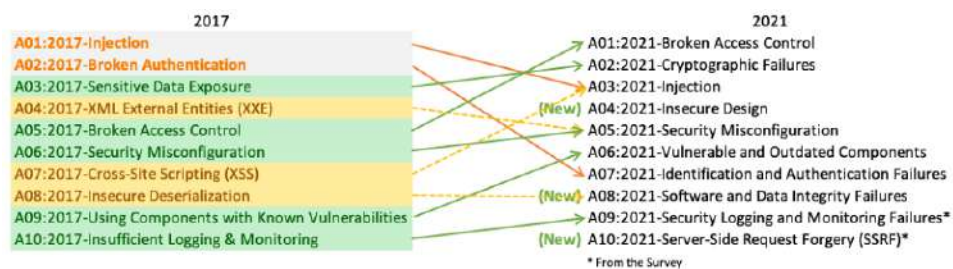 2017
2021
A01:2017-Injection
A02:2017-Broken Authentication
A03:2017-Sensitive Data Exposure
A04:2017-XML External Entities (XXE)
A05:2017-Broken Access Control
A06:2017-Security Misconfiguration
A07:2017-Cross-Site Scripting (XSS)
A08:2017-Insecure Deserialization
A09:2017-Using Components with Known Vulnerabilities
A10:2017-Insufficient Logging & Monitoring
A01:2021-Broken Access Control
A02:2021-Cryptographic Failures
A03:2021-Injection
(New) A04:2021-Insecure Design
A05:2021-Security Misconfiguration
A06:2021-Vulnerable and Outdated Components
A07:2021-Identification and Authentication Failures
(New) A08:2021-Software and Data Integrity Failures
A09:2021-Security Logging and Monitoring Failures*
(New) A10:2021-Server-Side Request Forgery (SSRF)*
* From the Survey